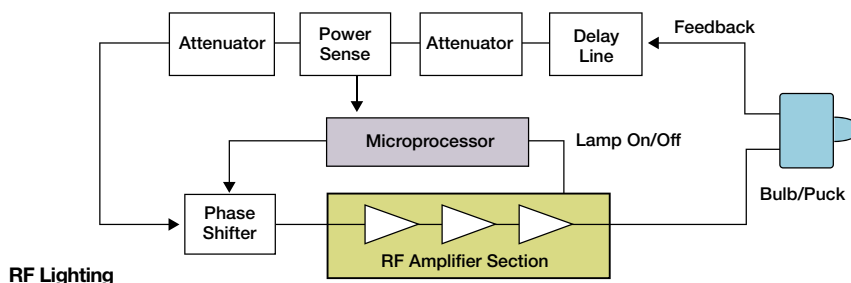 Feedback
Attenuator
Power
Sense
Attenuator
Delay
Line
Microprocessor
Lamp On/Off
Bulb/Puck
Phase
Shifter
RF Amplifier Section
RF Lighting